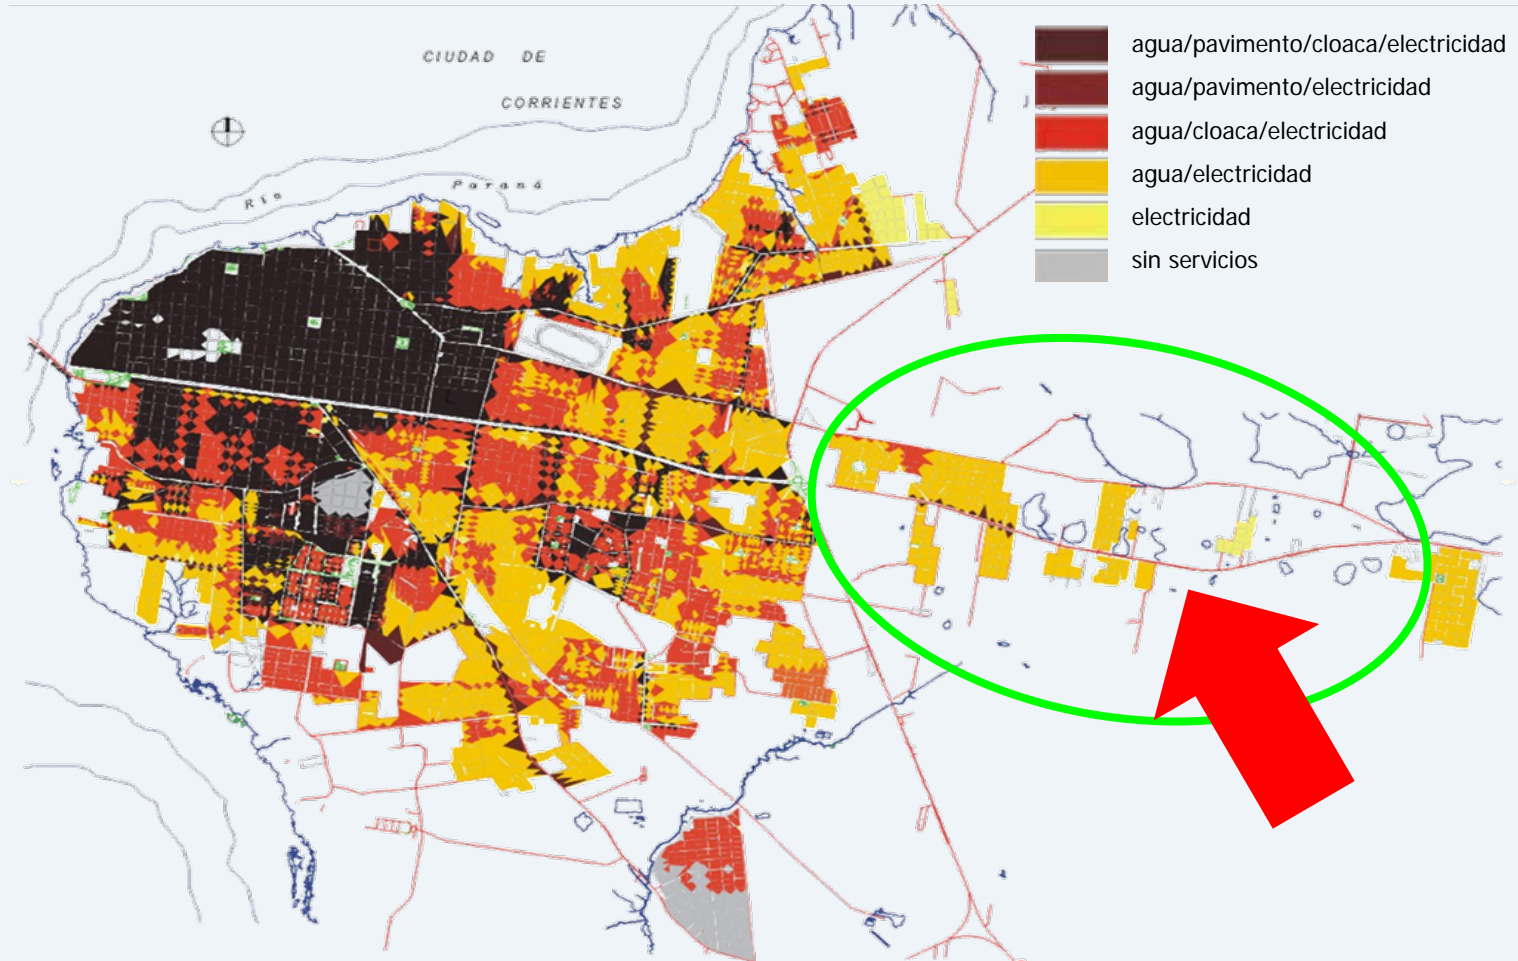 CIUDAD DE
CORRIENTES
Río Paraná
agua/pavimento/cloaca/electricidad
agua/pavimento/electricidad
agua/cloaca/electricidad
agua/electricidad
electricidad
sin servicios